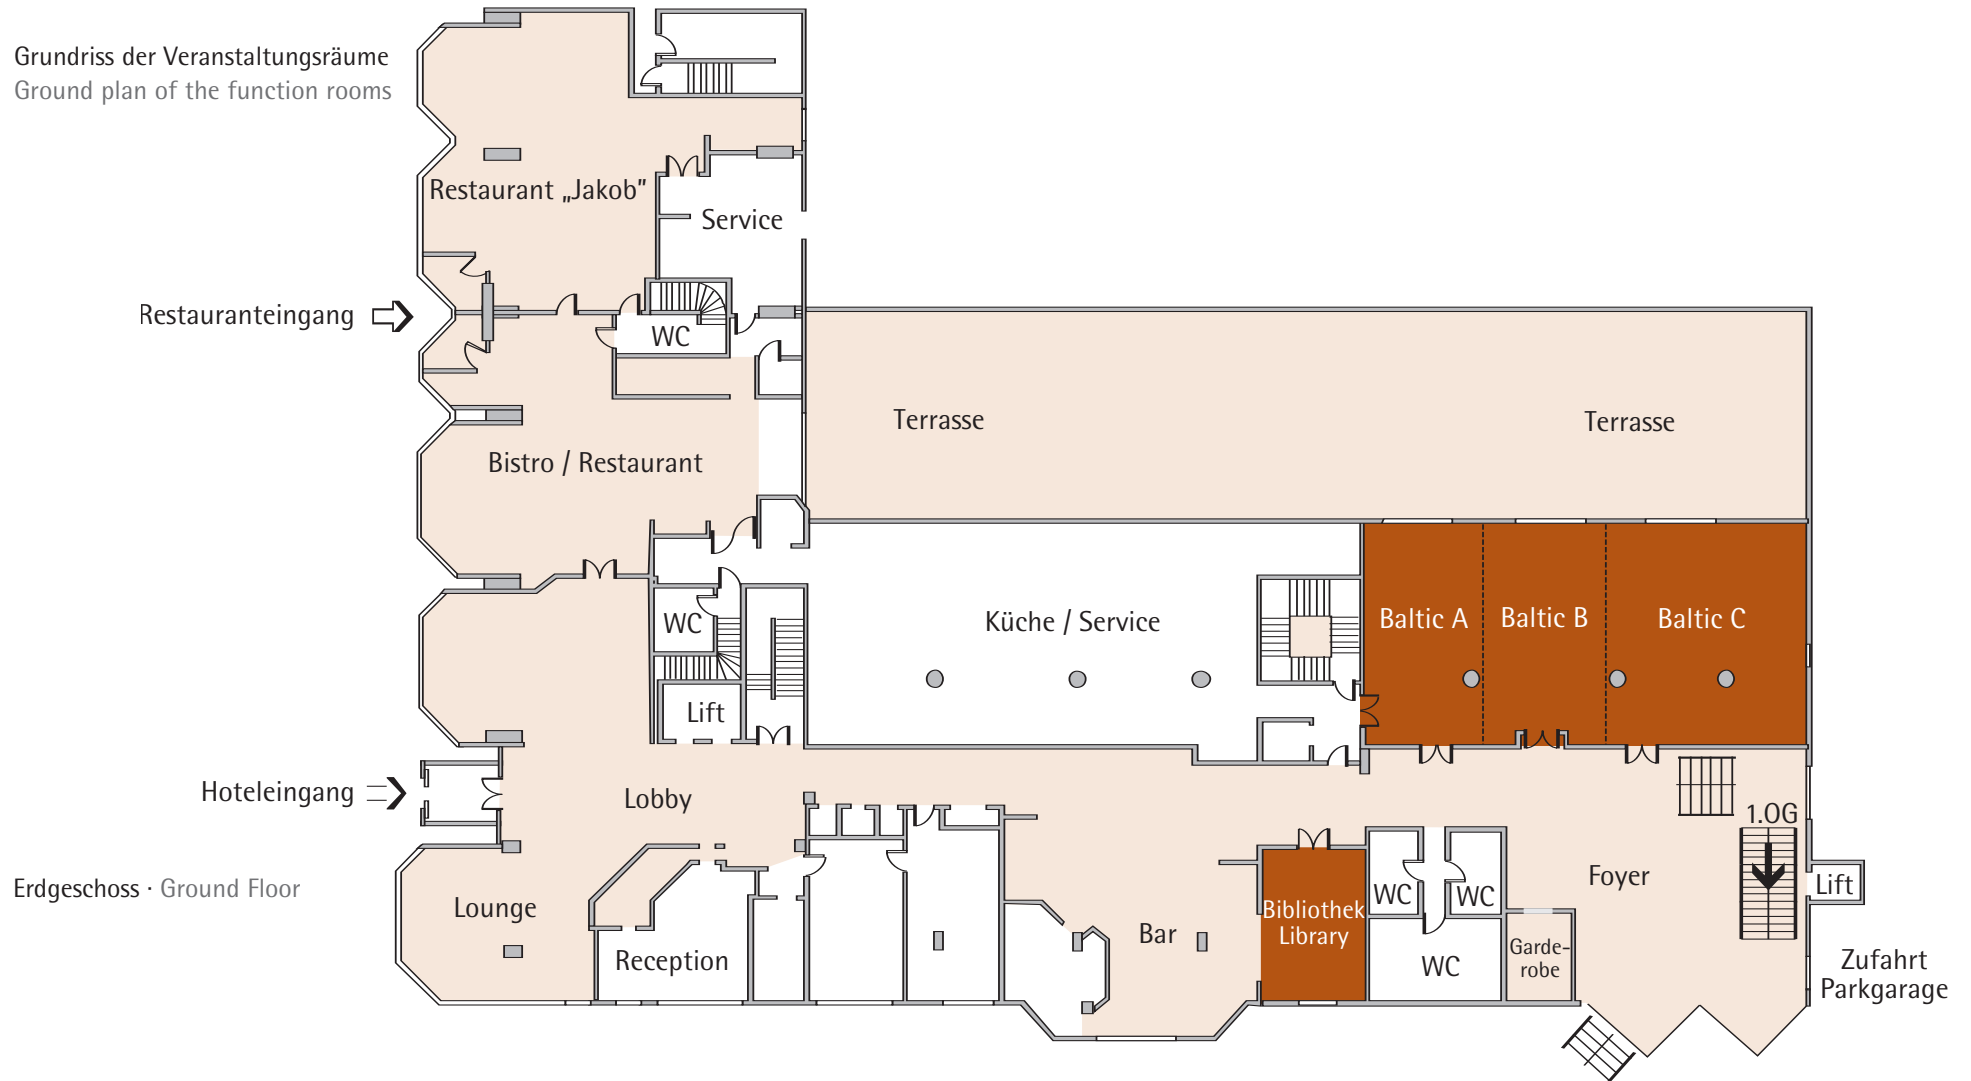 Grundriss der Veranstaltungsräume
Ground plan of the function rooms
Restaurant „Jakob"
Service
Restauranteingang
WC
Terrasse
Terrasse
Bistro / Restaurant
WC
Küche / Service
Baltic A
Baltic B
Baltic C
Lift
Hoteleingang
Lobby
1.OG
Erdgeschoss · Ground Floor
Lounge
Reception
Bar
Bibliothek
Library
WC
WC
WC
Garde-
robe
Foyer
Lift
Zufahrt
Parkgarage